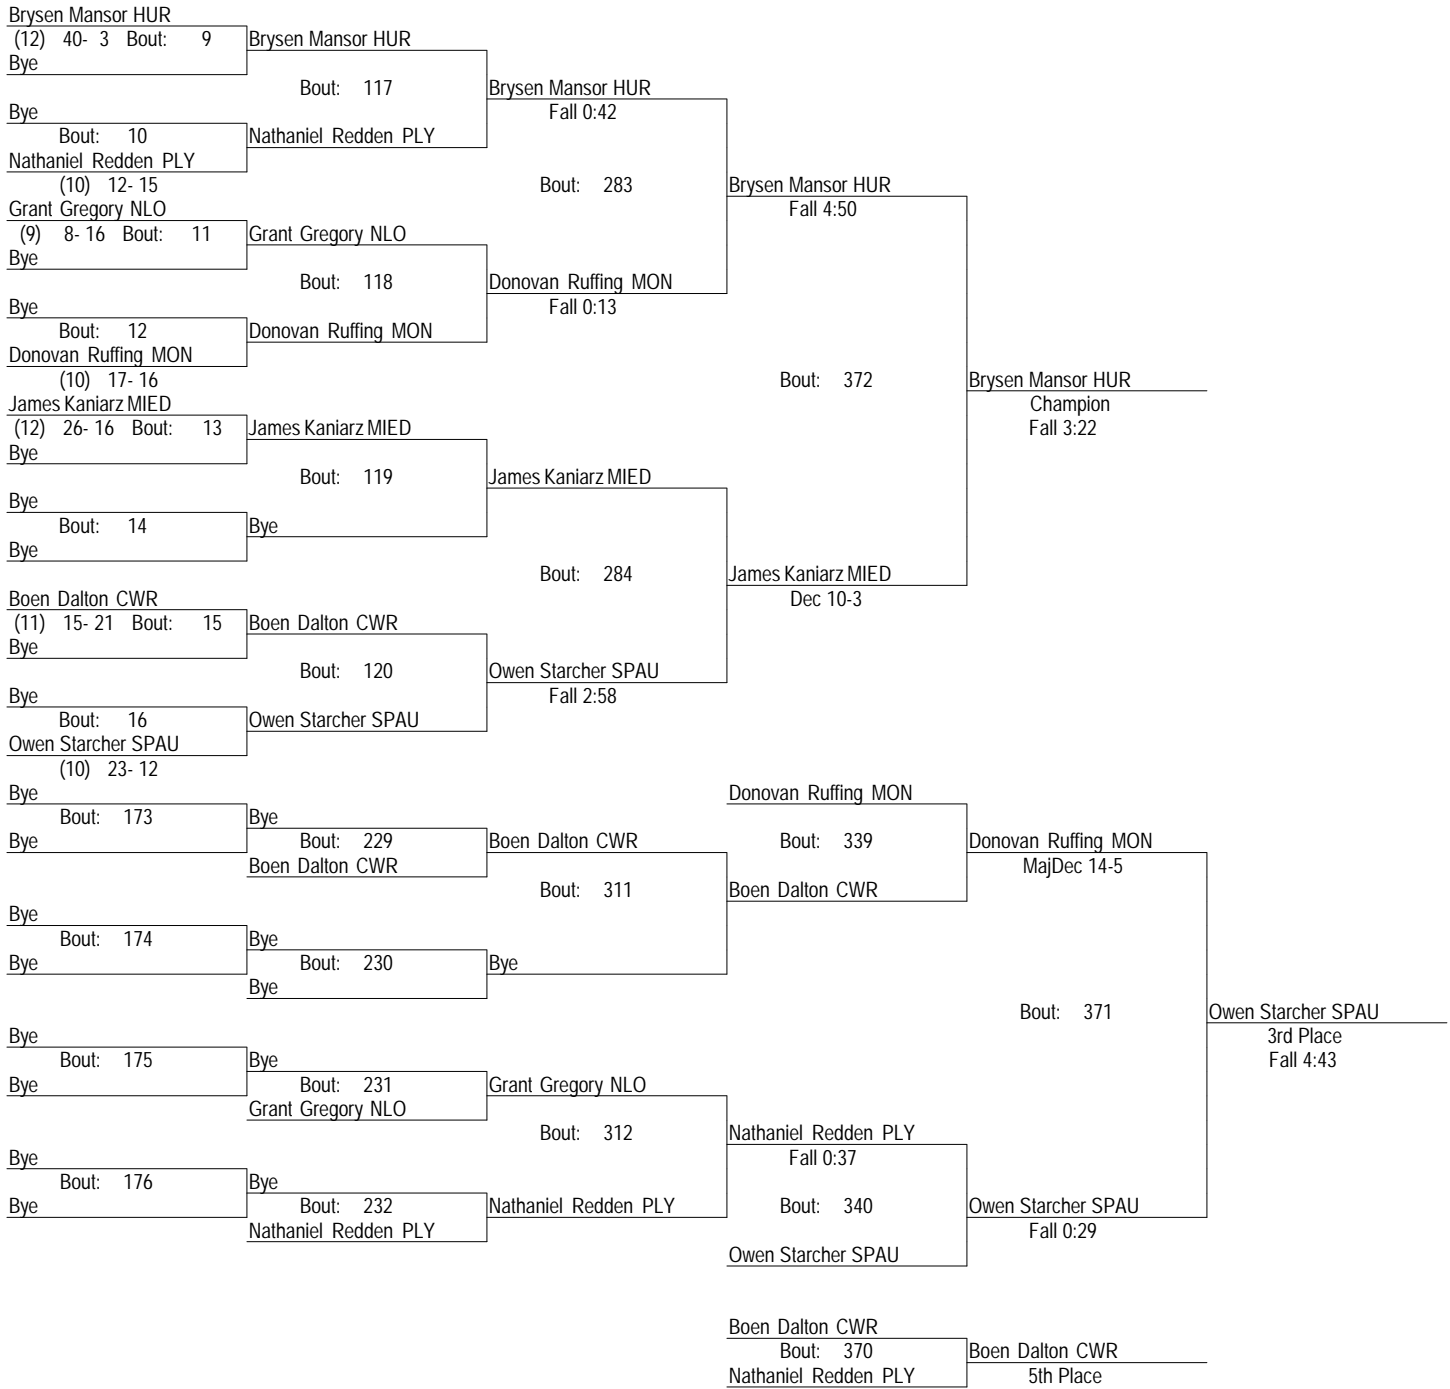 Brysen Mansor HUR
(12) 40- 3 Bout: 9 Brysen Mansor HUR
Bye
Bout: 117 Brysen Mansor HUR
Bye Fall 0:42
Bout: 10 Nathaniel Redden PLY
Nathaniel Redden PLY
(10) 12- 15 Bout: 283 Brysen Mansor HUR
Grant Gregory NLO Fall 4:50
(9) 8- 16 Bout: 11 Grant Gregory NLO
Bye
Bout: 118 Donovan Ruffing MON
Bye Fall 0:13
Bout: 12 Donovan Ruffing MON
Donovan Ruffing MON
(10) 17- 16 Bout: 372 Brysen Mansor HUR
James Kaniarz MIED Champion
(12) 26- 16 Bout: 13 James Kaniarz MIED Fall 3:22
Bye
Bout: 119 James Kaniarz MIED
Bye
Bout: 14 Bye
Bye
Bout: 284 James Kaniarz MIED
Boen Dalton CWR Dec 10-3
(11) 15- 21 Bout: 15 Boen Dalton CWR
Bye
Bout: 120 Owen Starcher SPAU
Bye Fall 2:58
Bout: 16 Owen Starcher SPAU
Owen Starcher SPAU
(10) 23- 12
Bye Donovan Ruffing MON
Bout: 173 Bye
Bye Bout: 229 Boen Dalton CWR Bout: 339 Donovan Ruffing MON
Boen Dalton CWR MajDec 14-5
Bout: 311 Boen Dalton CWR
Bye
Bout: 174 Bye
Bye Bout: 230 Bye
Bye
Bout: 371 Owen Starcher SPAU
Bye 3rd Place
Bout: 175 Bye Fall 4:43
Bye Bout: 231 Grant Gregory NLO
Grant Gregory NLO
Bout: 312 Nathaniel Redden PLY
Bye Fall 0:37
Bout: 176 Bye
Bye Bout: 232 Nathaniel Redden PLY Bout: 340 Owen Starcher SPAU
Nathaniel Redden PLY Fall 0:29
Owen Starcher SPAU
Boen Dalton CWR
Bout: 370 Boen Dalton CWR
Nathaniel Redden PLY 5th Place